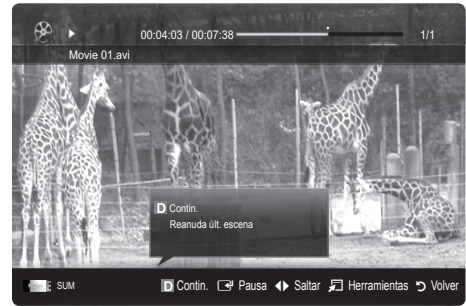 00:04:03 / 00:07:38 1/1
Movie 01.avi
D Contin.
Reanuda últ. escena
SUM D Contin. Pausa Saltar Herramientas Volver